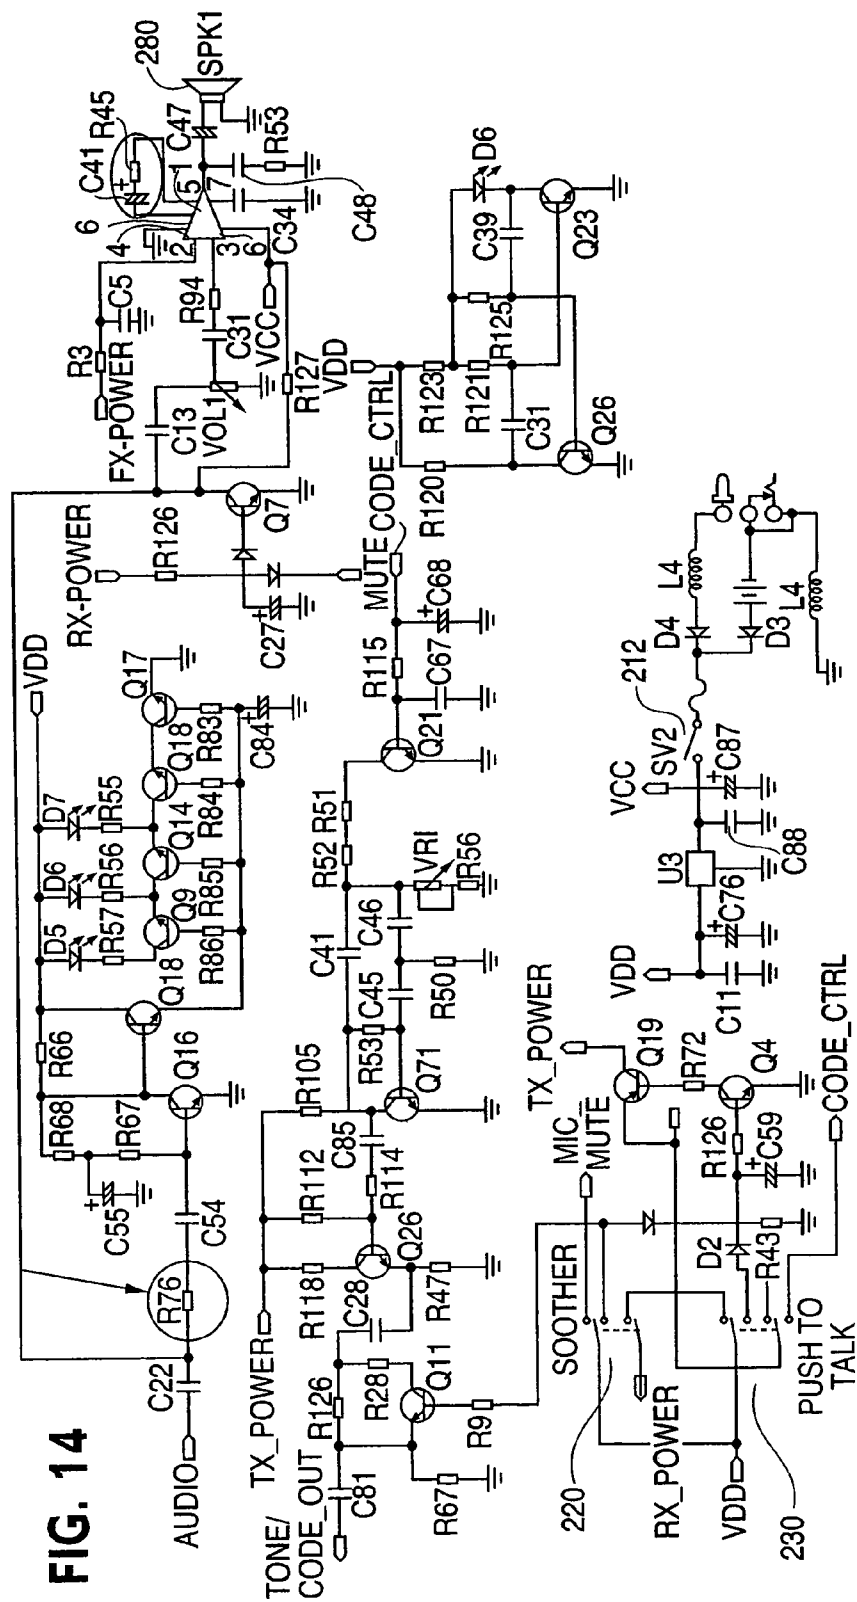 FIG. 14
AUDIO
C22
R76
C54
C55
R68
R67
R66
Q16
Q18
D5
D6
D7
VDD
R57
R56
R55
Q9
Q14
Q18
Q17
R86
R85
R84
R83
C84
RX-POWER
R126
C27
Q7
MUTE
FX-POWER
R3
C5
C13
VOL1
C31
R94
VCC
R127
4
6
2
3
6
5
1
7
C41
R45
C34
C47
C48
R53
280
SPK1
TX_POWER
TONE/
CODE_OUT
C81
R126
R67
R28
Q11
R9
C28
R118
R112
Q26
R47
R114
C85
R105
Q71
R53
C45
R50
C41
C46
VRI
R56
R52
R51
Q21
R115
C67
C68
CODE_CTRL
VDD
R120
R123
R121
C31
R125
C39
D6
Q26
Q23
220
SOOTHER
RX_POWER
VDD
230
PUSH TO
TALK
MIC_
MUTE
D2
R43
R126
C59
CODE_CTRL
TX_POWER
Q19
R72
Q4
VDD
C11
C76
U3
C88
VCC
C87
SV2
212
D4
L4
D3
L4